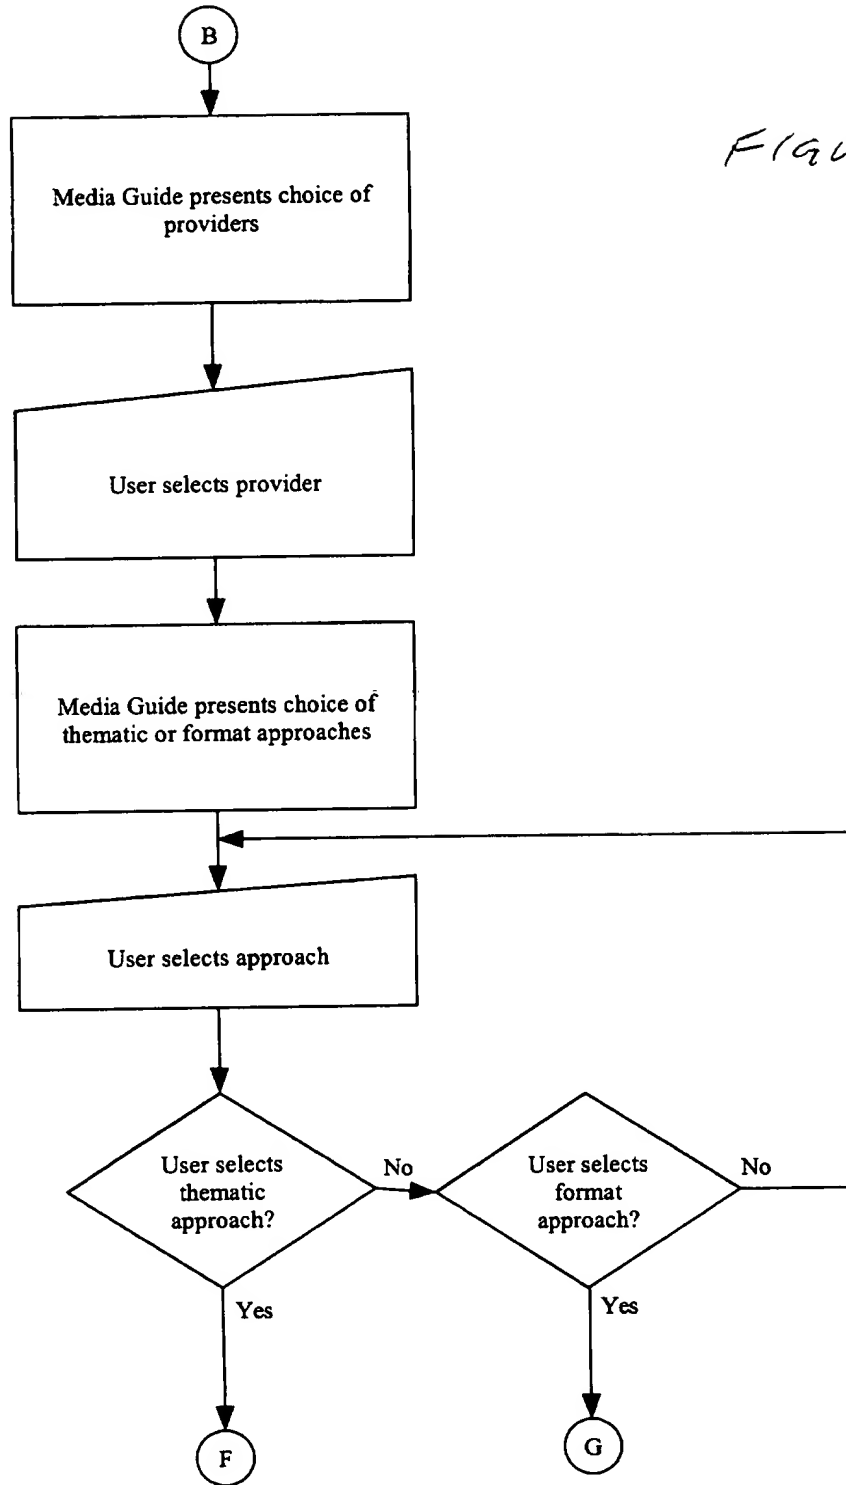 B
FIGU
Media Guide presents choice of
providers
User selects provider
Media Guide presents choice of
thematic or format approaches
User selects approach
User selects
thematic
approach?
No
User selects
format
approach?
No
Yes
Yes
F
G